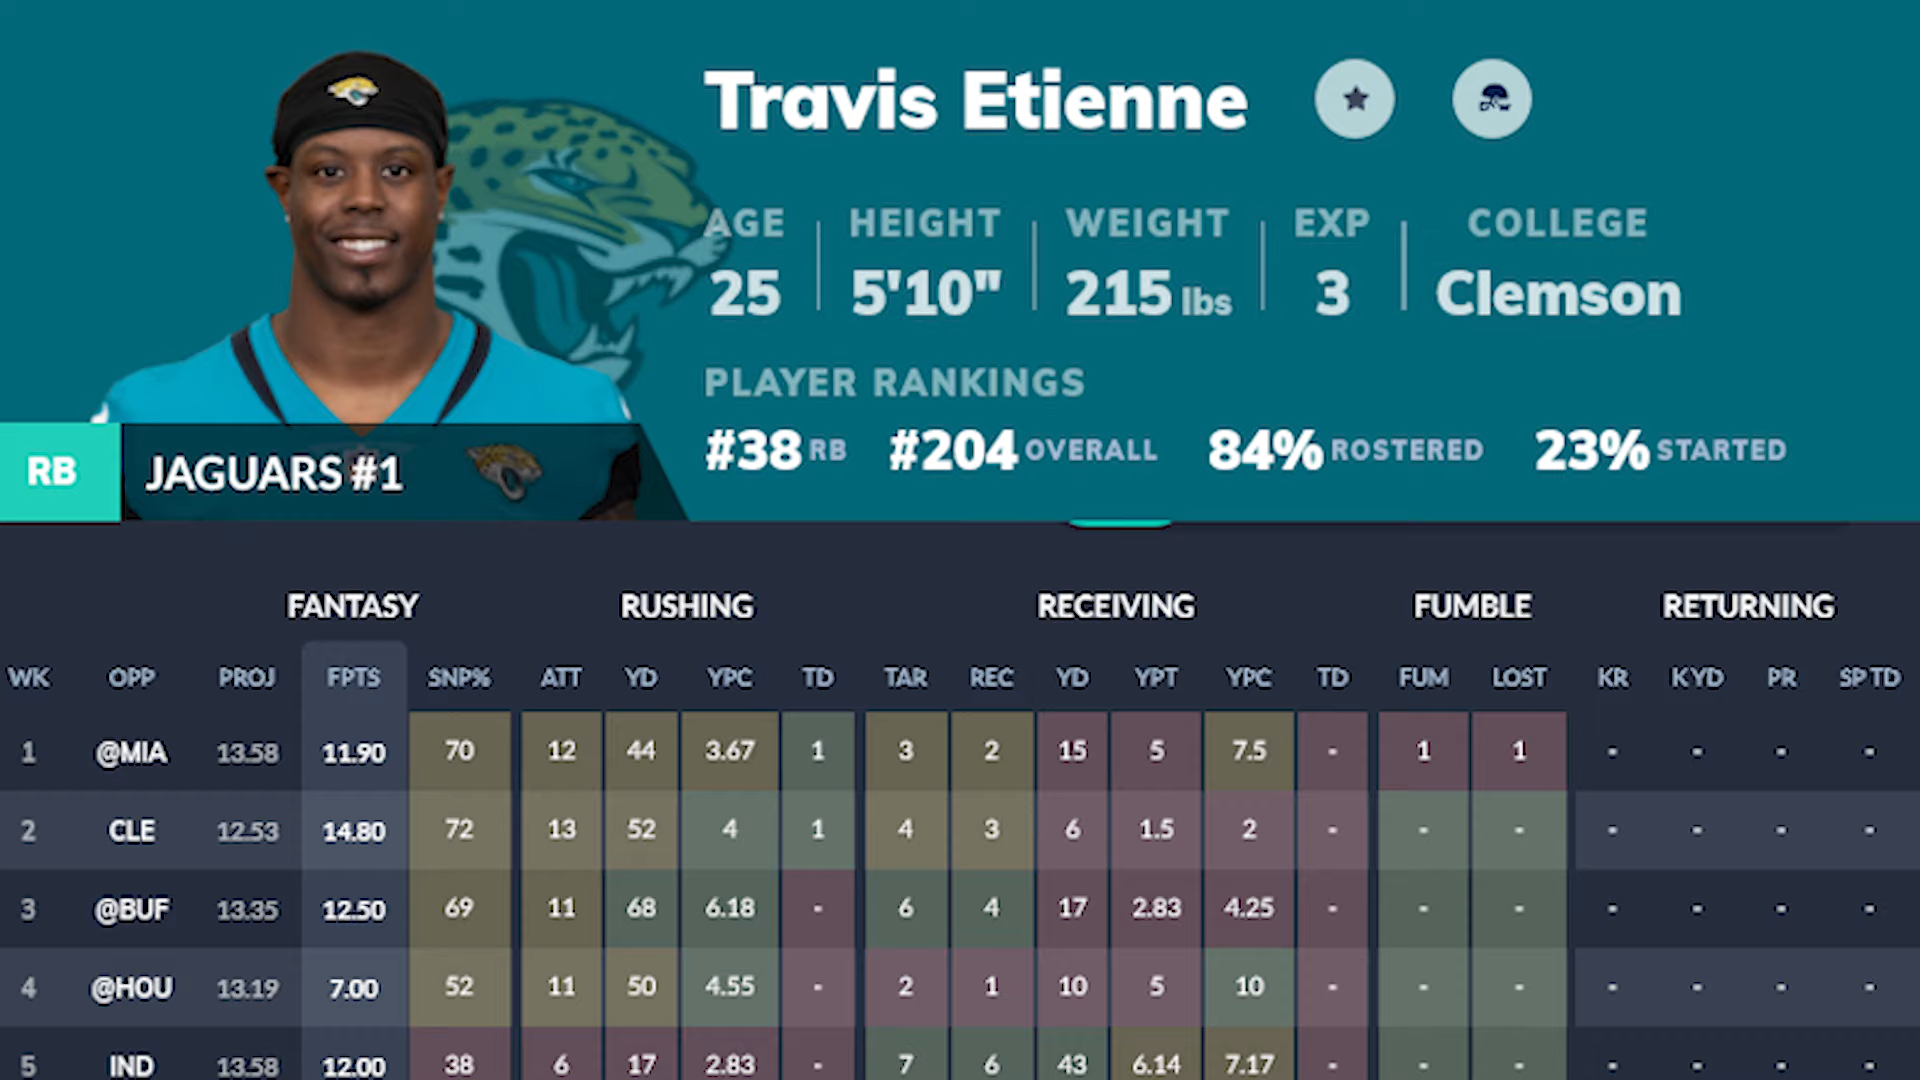 Travis Etienne
AGE HEIGHT WEIGHT EXP COLLEGE
25 5'10" 215 lbs 3 Clemson
PLAYER RANKINGS
#38 RB #204 OVERALL 84% ROSTERED 23% STARTED
RB JAGUARS #1
FANTASY RUSHING RECEIVING FUMBLE RETURNING
WK OPP PROJ FPTS SNP% ATT YD YPC TD TAR REC YD YPT YPC TD FUM LOST KR KYD PR SP TD
1 @MIA 13.58 11.90 70 12 44 3.67 1 3 2 15 5 7.5 - 1 1 - - - -
2 CLE 12.53 14.80 72 13 52 4 1 4 3 6 1.5 2 - - - - - - -
3 @BUF 13.35 12.50 69 11 68 6.18 - 6 4 17 2.83 4.25 - - - - - - -
4 @HOU 13.19 7.00 52 11 50 4.55 - 2 1 10 5 10 - - - - - - -
5 IND 13.58 12.00 38 6 17 2.83 - 7 6 43 6.14 7.17 - - - - - - -